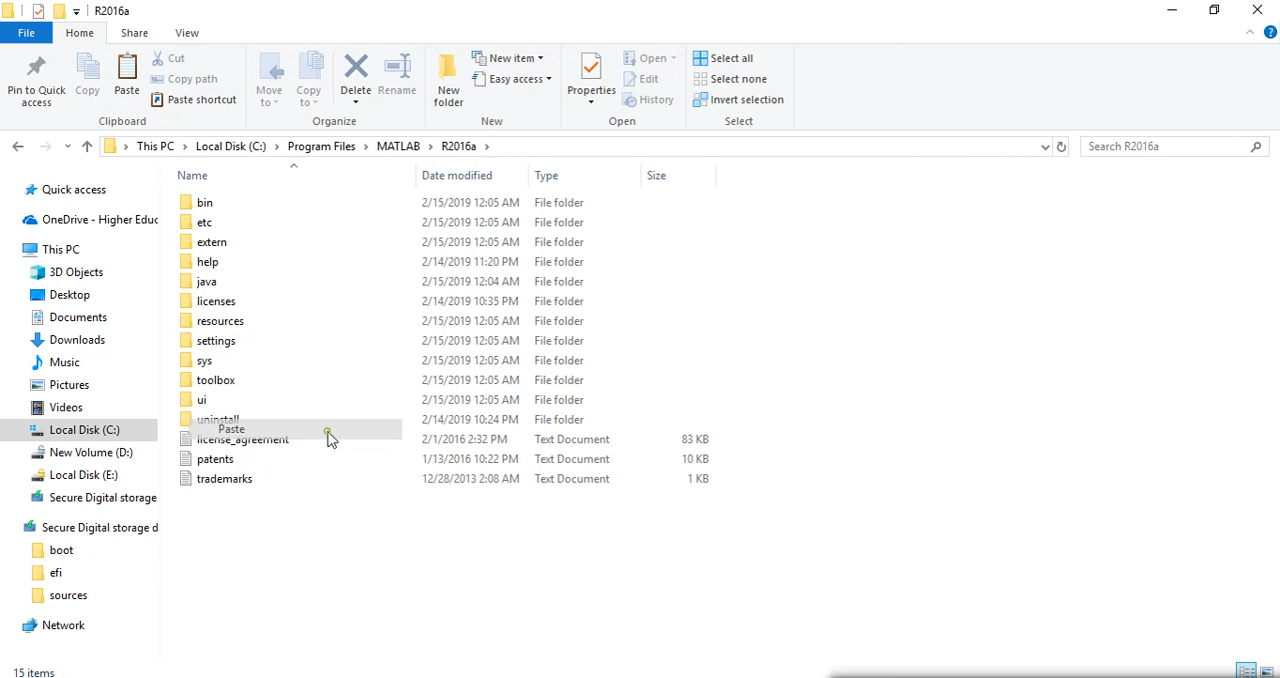 R2016a
File Home Share View
Pin to Quick access
Copy
Paste
Cut
Copy path
Paste shortcut
Clipboard
Move to
Copy to
Delete
Rename
Organize
New folder
New item
Easy access
New
Properties
Open
Edit
History
Open
Select all
Select none
Invert selection
Select
This PC > Local Disk (C:) > Program Files > MATLAB > R2016a >
Search R2016a
Name Date modified Type Size
Quick access
OneDrive - Higher Educ
This PC
3D Objects
Desktop
Documents
Downloads
Music
Pictures
Videos
Local Disk (C:)
New Volume (D:)
Local Disk (E:)
Secure Digital storage
Secure Digital storage d
boot
efi
sources
Network
bin 2/15/2019 12:05 AM File folder
etc 2/15/2019 12:05 AM File folder
extern 2/15/2019 12:05 AM File folder
help 2/14/2019 11:20 PM File folder
java 2/15/2019 12:04 AM File folder
licenses 2/14/2019 10:35 PM File folder
resources 2/15/2019 12:05 AM File folder
settings 2/15/2019 12:05 AM File folder
sys 2/15/2019 12:05 AM File folder
toolbox 2/15/2019 12:05 AM File folder
ui 2/15/2019 12:05 AM File folder
uninstall 2/14/2019 10:24 PM File folder
Paste
license_agreement 2/1/2016 2:32 PM Text Document 83 KB
patents 1/13/2016 10:22 PM Text Document 10 KB
trademarks 12/28/2013 2:08 AM Text Document 1 KB
15 items